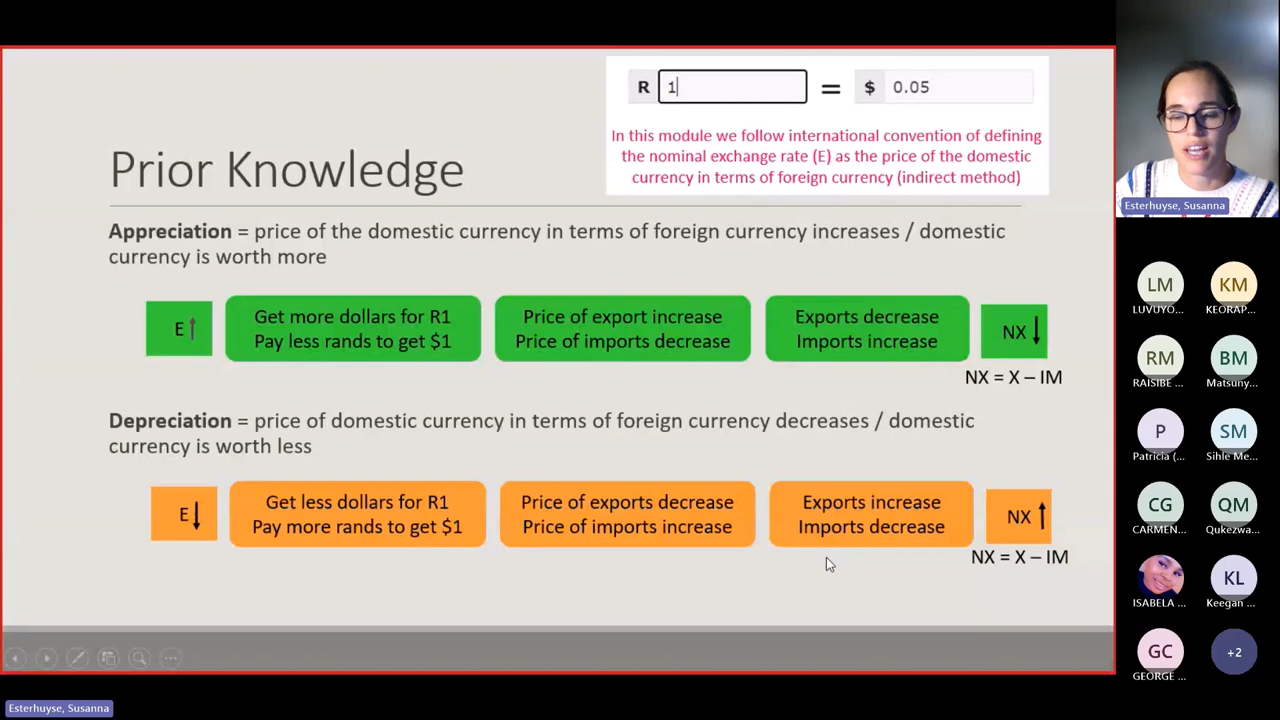 R 1 = $ 0.05
In this module we follow international convention of defining
the nominal exchange rate (E) as the price of the domestic
currency in terms of foreign currency (indirect method)
Prior Knowledge
Appreciation = price of the domestic currency in terms of foreign currency increases / domestic
currency is worth more
E↑
Get more dollars for R1
Pay less rands to get $1
Price of export increase
Price of imports decrease
Exports decrease
Imports increase
NX↓
NX = X – IM
Depreciation = price of domestic currency in terms of foreign currency decreases / domestic
currency is worth less
E↓
Get less dollars for R1
Pay more rands to get $1
Price of exports decrease
Price of imports increase
Exports increase
Imports decrease
NX↑
NX = X – IM
Esterhuyse, Susanna
LM
LUVUYO...
KM
KEORAP...
RM
RAISIBE ...
BM
Matsuny...
P
Patricia (...
SM
Sihle Me...
CG
CARMEN...
QM
Qukezwa...
ISABELA ...
KL
Keegan ...
GC
GEORGE ...
+2
Esterhuyse, Susanna